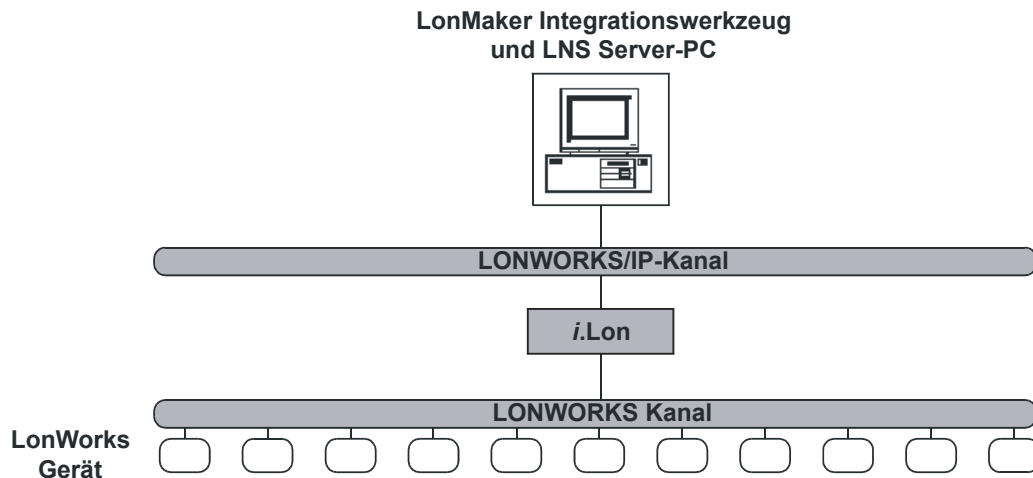 LonMaker Integrationswerkzeug
und LNS Server-PC
LONWORKS/IP-Kanal
i.Lon
LONWORKS Kanal
LonWorks
Gerät